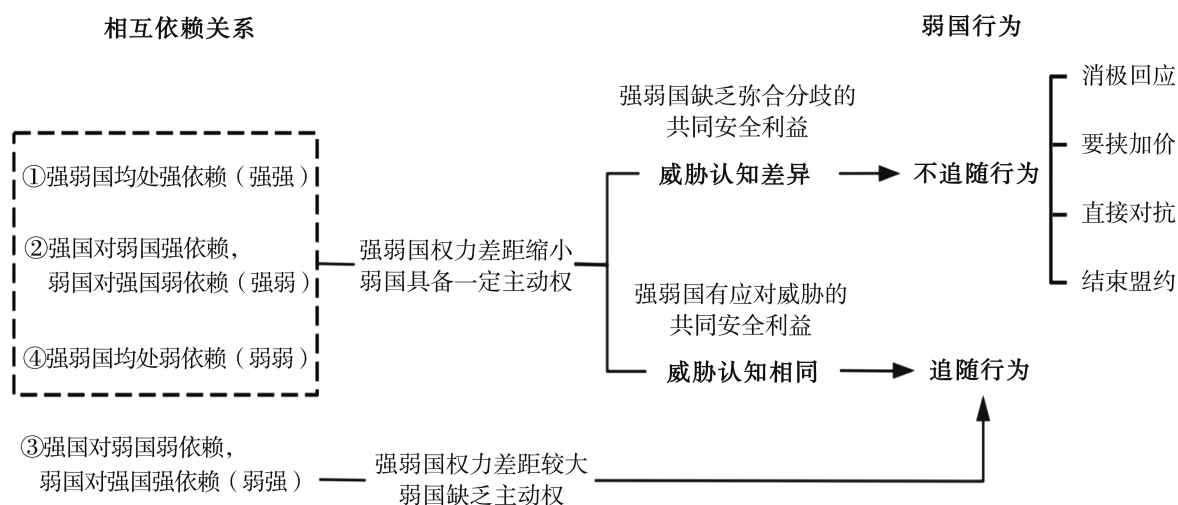 相互依赖关系
弱国行为
①强弱国均处强依赖（强强）
②强国对弱国强依赖，
弱国对强国弱依赖（强弱）
④强弱国均处弱依赖（弱弱）
③强国对弱国弱依赖，
弱国对强国强依赖（弱强）
强弱国权力差距缩小
弱国具备一定主动权
强弱国权力差距较大
弱国缺乏主动权
强弱国缺乏弥合分歧的
共同安全利益
威胁认知差异
强弱国有应对威胁的
共同安全利益
威胁认知相同
不追随行为
追随行为
消极回应
要挟加价
直接对抗
结束盟约